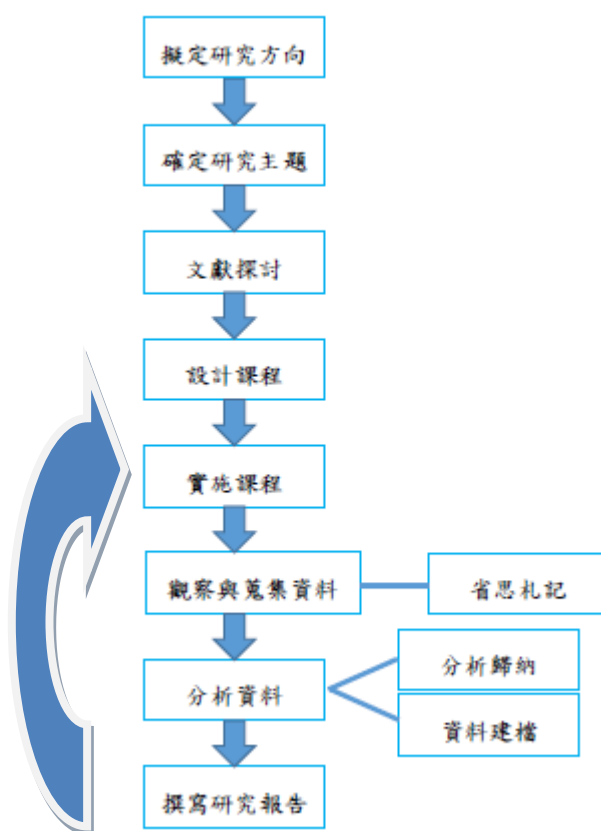 擬定研究方向
確定研究主題
文獻探討
設計課程
實施課程
觀察與蒐集資料
省思札記
分析資料
分析歸納
資料建檔
撰寫研究報告